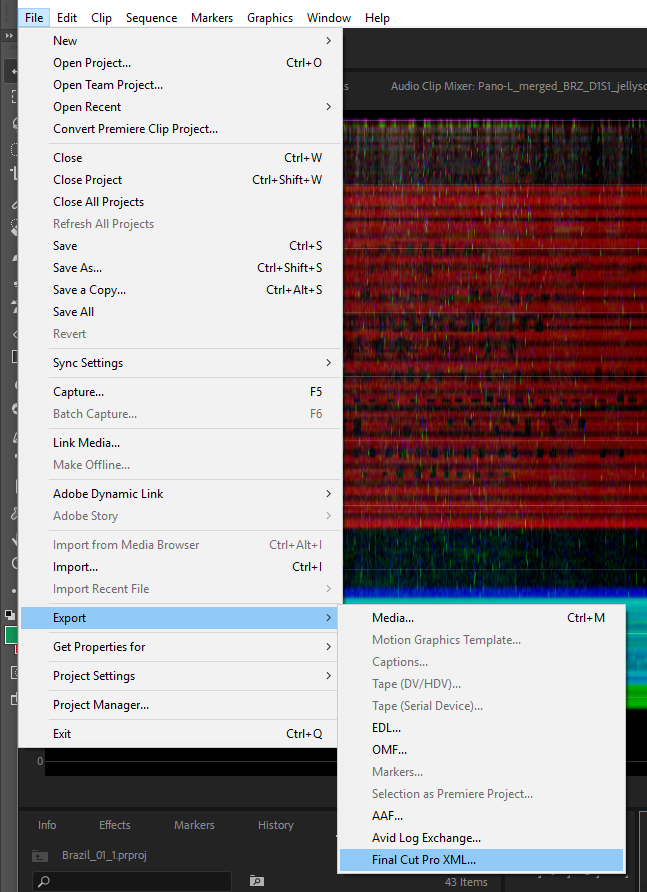 File Edit Clip Sequence Markers Graphics Window Help
New
Open Project... Ctrl+O
Open Team Project...
Open Recent
Convert Premiere Clip Project...
Close Ctrl+W
Close Project Ctrl+Shift+W
Close All Projects
Refresh All Projects
Save Ctrl+S
Save As... Ctrl+Shift+S
Save a Copy... Ctrl+Alt+S
Save All
Revert
Sync Settings
Capture... F5
Batch Capture... F6
Link Media...
Make Offline...
Adobe Dynamic Link
Adobe Story
Import from Media Browser Ctrl+Alt+I
Import... Ctrl+I
Import Recent File
Export
Get Properties for
Project Settings
Project Manager...
Exit Ctrl+Q
Audio Clip Mixer: Pano-L_merged_BRZ_D1S1_jellysc
Media... Ctrl+M
Motion Graphics Template...
Captions...
Tape (DV/HDV)...
Tape (Serial Device)...
EDL...
OMF...
Markers...
Selection as Premiere Project...
AAF...
Avid Log Exchange...
Final Cut Pro XML...
0
Info Effects Markers History
Brazil_01_1.prproj
43 Items